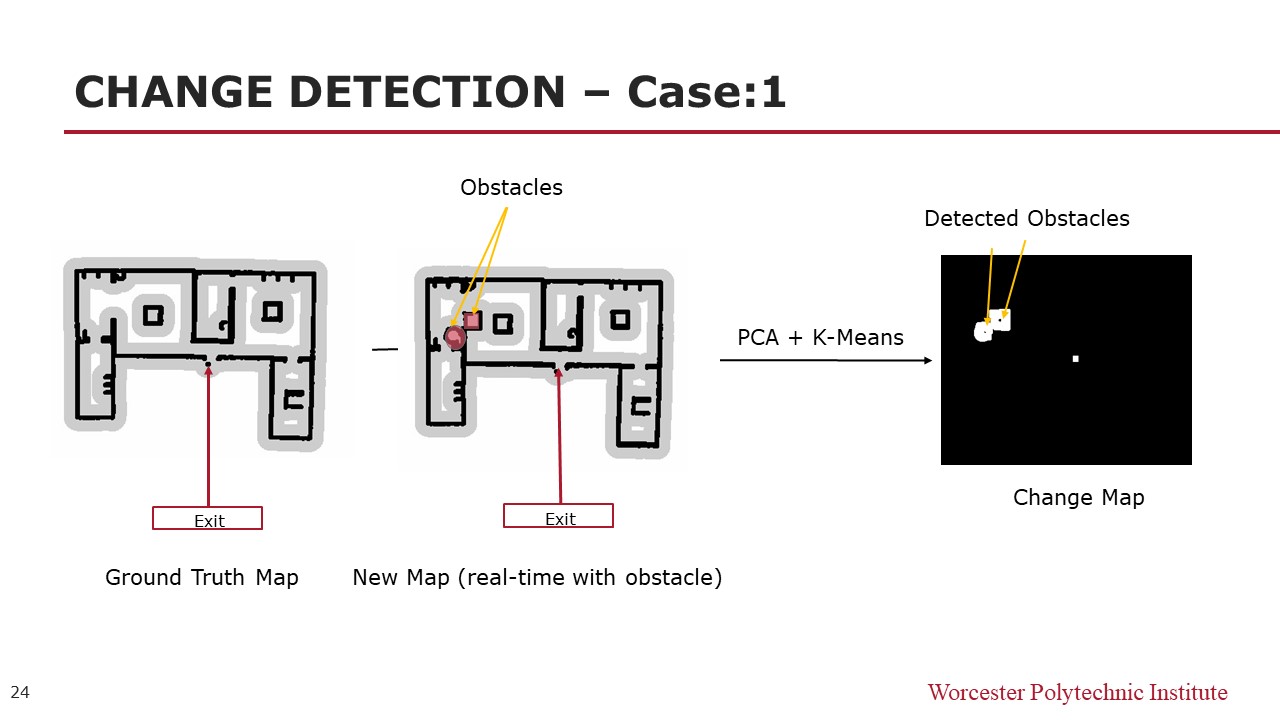 CHANGE DETECTION – Case:1
Obstacles
Detected Obstacles
PCA + K-Means
Change Map
Exit
Exit
Ground Truth Map
New Map (real-time with obstacle)
24
Worcester Polytechnic Institute